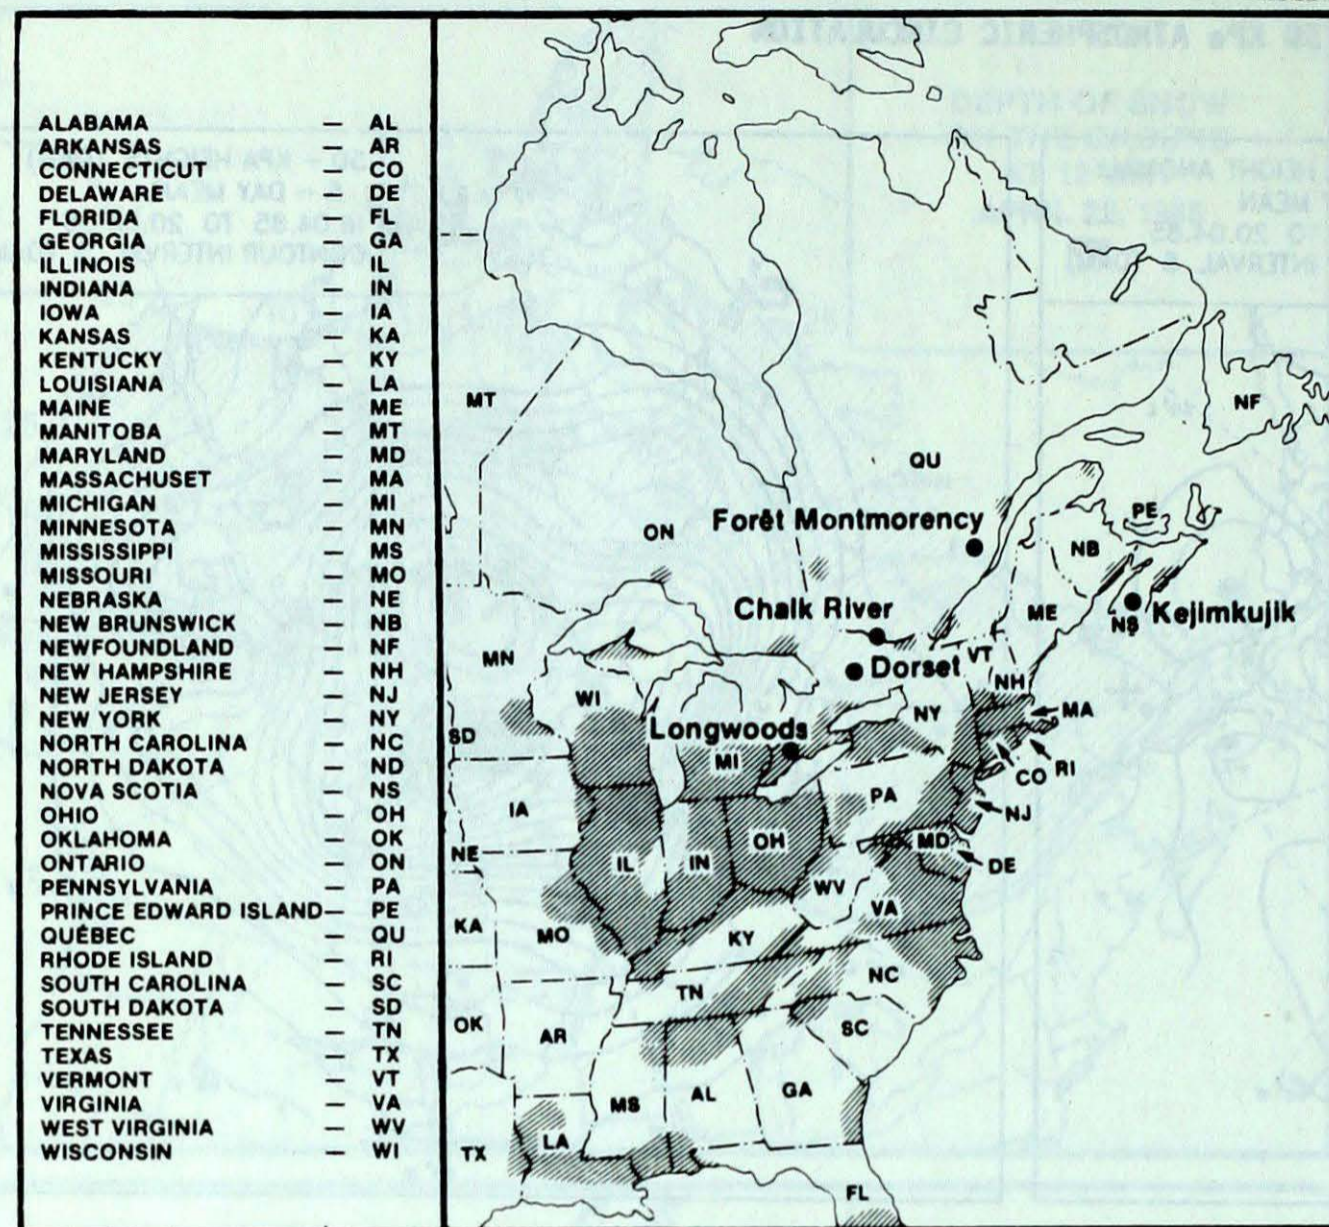 ALABAMA — AL
ARKANSAS — AR
CONNECTICUT — CO
DELAWARE — DE
FLORIDA — FL
GEORGIA — GA
ILLINOIS — IL
INDIANA — IN
IOWA — IA
KANSAS — KA
KENTUCKY — KY
LOUISIANA — LA
MAINE — ME
MANITOBA — MT
MARYLAND — MD
MASSACHUSET — MA
MICHIGAN — MI
MINNESOTA — MN
MISSISSIPPI — MS
MISSOURI — MO
NEBRASKA — NE
NEW BRUNSWICK — NB
NEWFOUNDLAND — NF
NEW HAMPSHIRE — NH
NEW JERSEY — NJ
NEW YORK — NY
NORTH CAROLINA — NC
NORTH DAKOTA — ND
NOVA SCOTIA — NS
OHIO — OH
OKLAHOMA — OK
ONTARIO — ON
PENNSYLVANIA — PA
PRINCE EDWARD ISLAND — PE
QUÉBEC — QU
RHODE ISLAND — RI
SOUTH CAROLINA — SC
SOUTH DAKOTA — SD
TENNESSEE — TN
TEXAS — TX
VERMONT — VT
VIRGINIA — VA
WEST VIRGINIA — WV
WISCONSIN — WI
MT
NF
QU
PE
Forêt Montmorency
ON
NB
Chalk River
ME
NS
Kejimkujik
MN
Dorset
VT
WI
NH
NY
MA
SD
Longwoods
MI
CO
RI
IA
PA
NJ
NE
IL
IN
OH
MD
DE
WV
VA
KA
MO
KY
NC
TN
OK
AR
SC
MS
AL
GA
LA
TX
FL